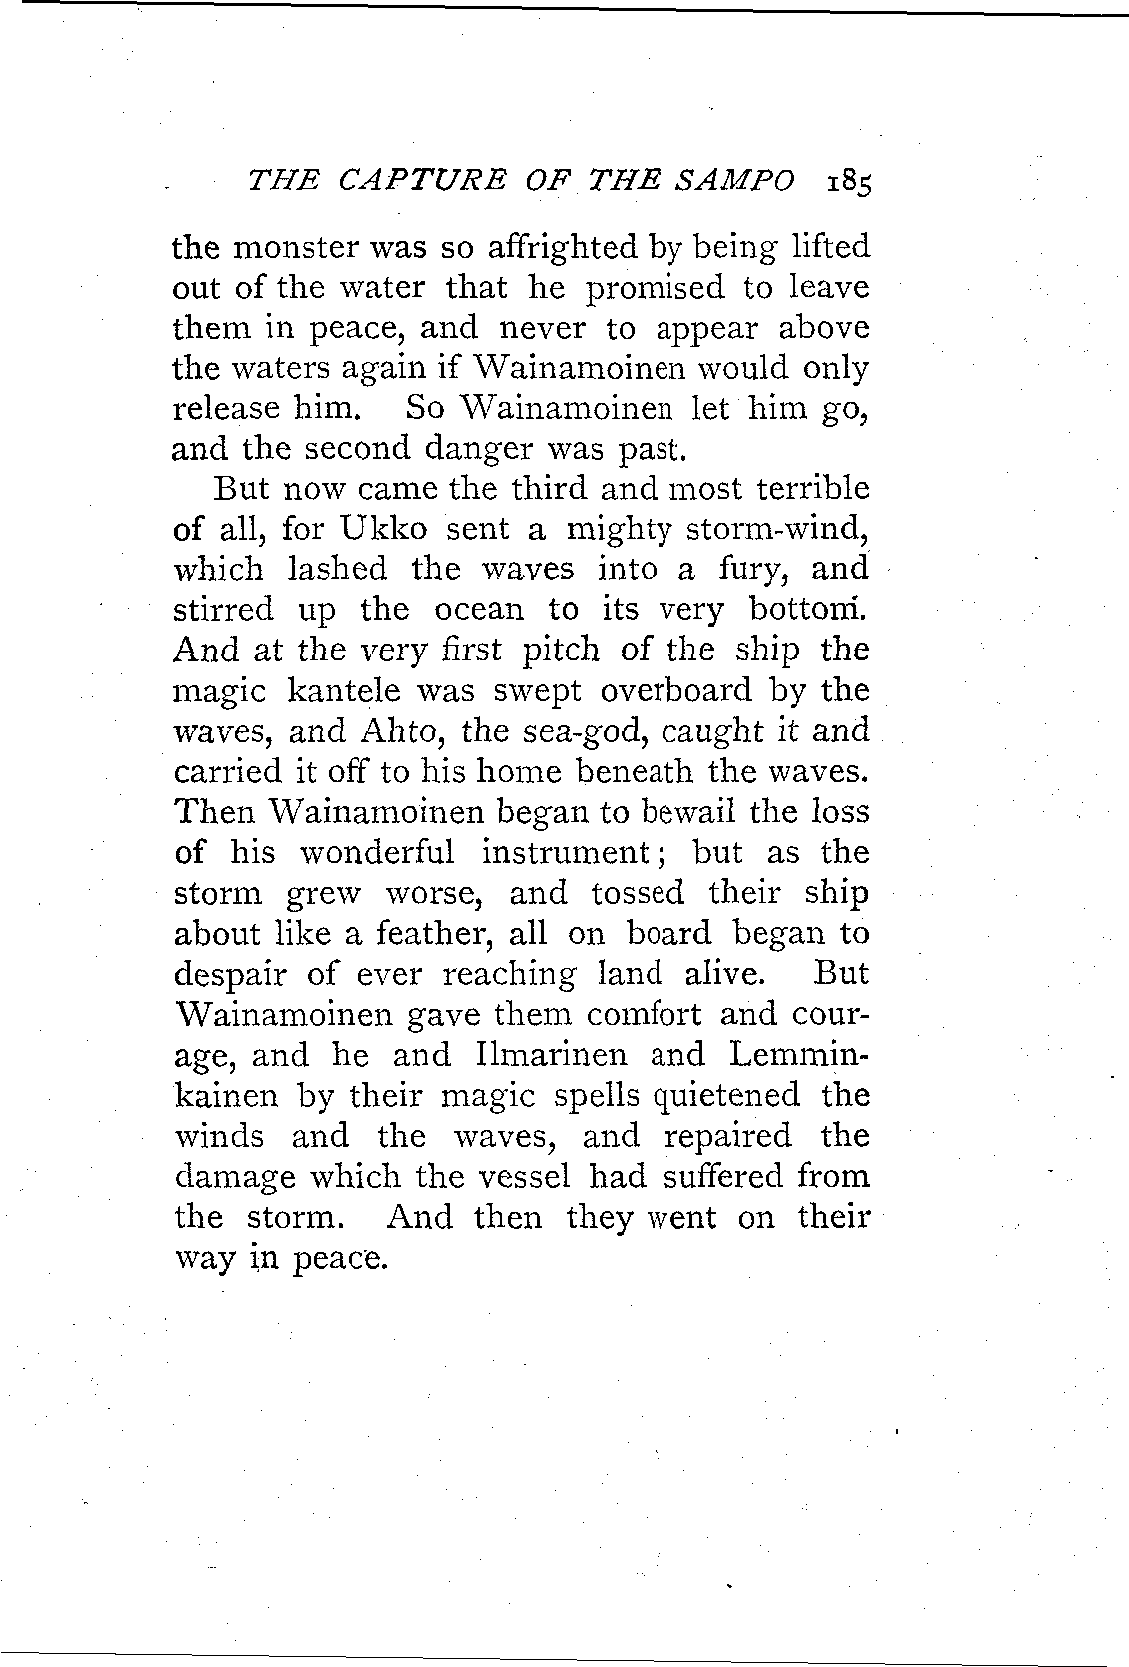 THE CAPTURE OF THE SAMPO 185
the monster was so affrighted by being lifted
out of the water that he promised to leave
them in peace, and never to appear above
the waters again if Wainamoinen would only
release him. So Wainamoinen let him go,
and the second danger was past.
But now came the third and most terrible
of all, for Ukko sent a mighty storm-wind,
which lashed the waves into a fury, and
stirred up the ocean to its very bottom.
And at the very first pitch of the ship the
magic kantele was swept overboard by the
waves, and Ahto, the sea-god, caught it and
carried it off to his home beneath the waves.
Then Wainamoinen began to bewail the loss
of his wonderful instrument; but as the
storm grew worse, and tossed their ship
about like a feather, all on board began to
despair of ever reaching land alive. But
Wainamoinen gave them comfort and cour-
age, and he and Ilmarinen and Lemmin-
kainen by their magic spells quietened the
winds and the waves, and repaired the
damage which the vessel had suffered from
the storm. And then they went on their
way in peace.